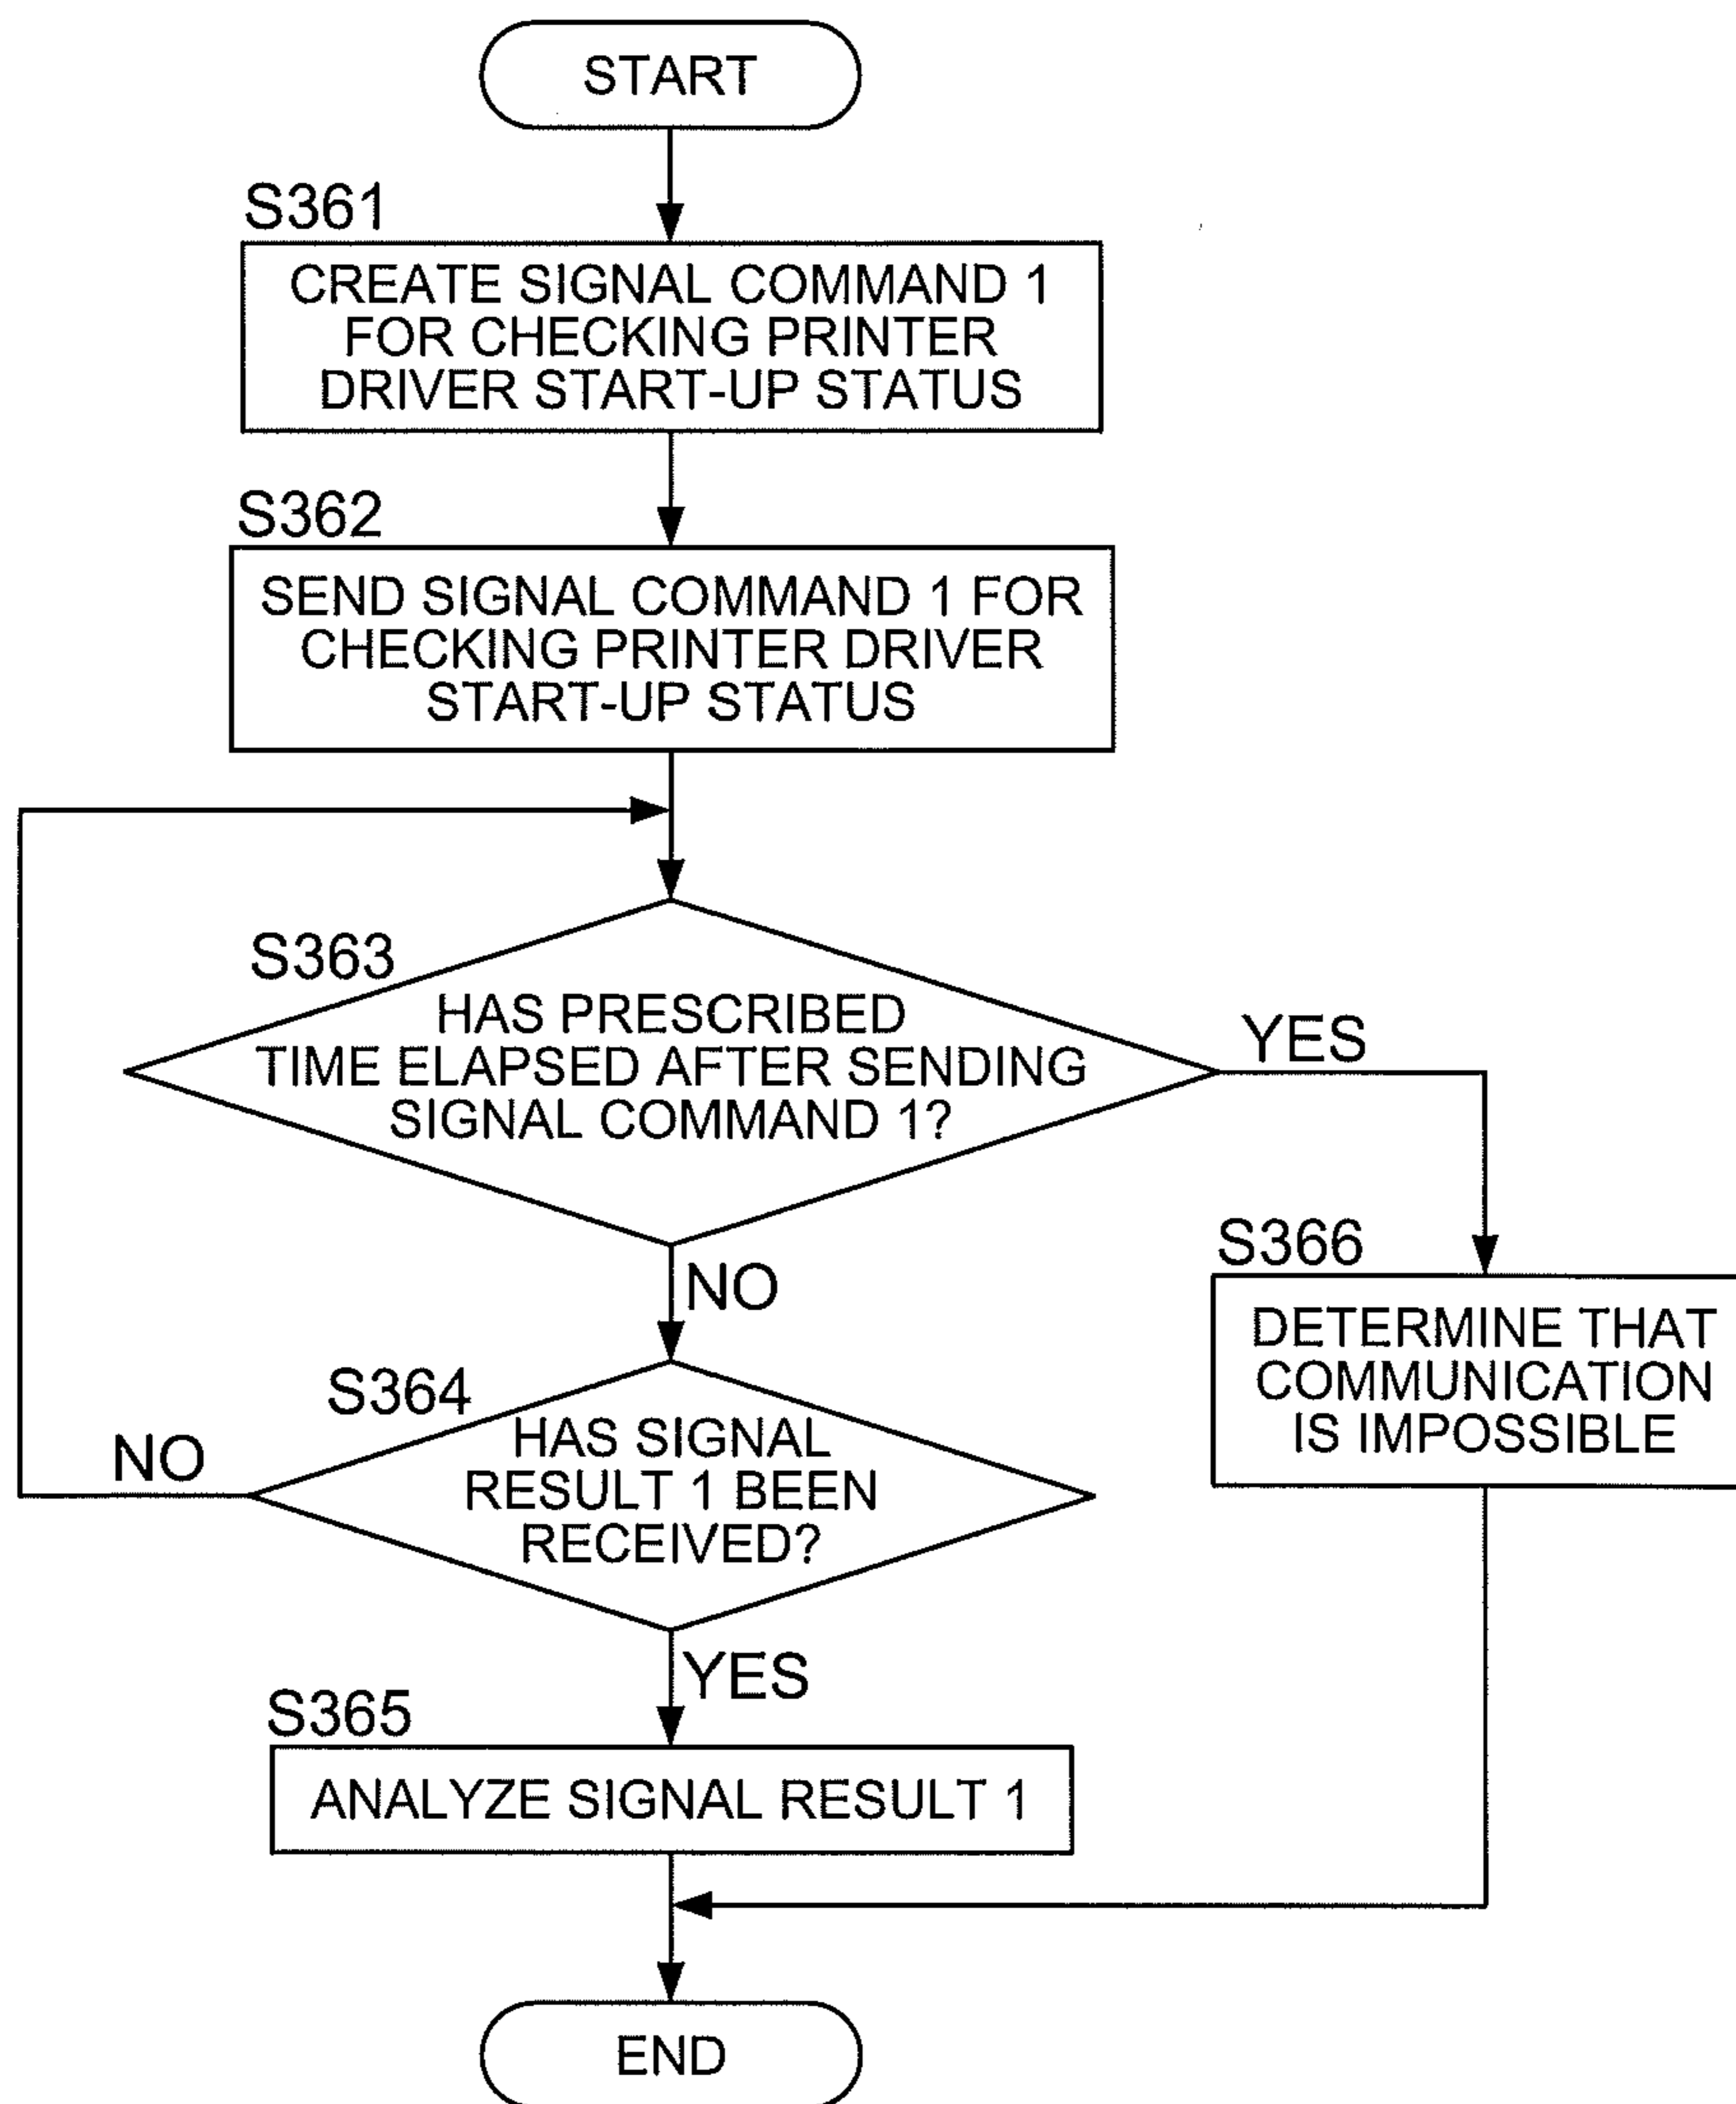 START
S361
CREATE SIGNAL COMMAND 1
FOR CHECKING PRINTER
DRIVER START-UP STATUS
S362
SEND SIGNAL COMMAND 1 FOR
CHECKING PRINTER DRIVER
START-UP STATUS
S363
HAS PRESCRIBED
TIME ELAPSED AFTER SENDING
SIGNAL COMMAND 1?
YES
NO
S366
DETERMINE THAT
COMMUNICATION
IS IMPOSSIBLE
S364
HAS SIGNAL
RESULT 1 BEEN
RECEIVED?
NO
YES
S365
ANALYZE SIGNAL RESULT 1
END